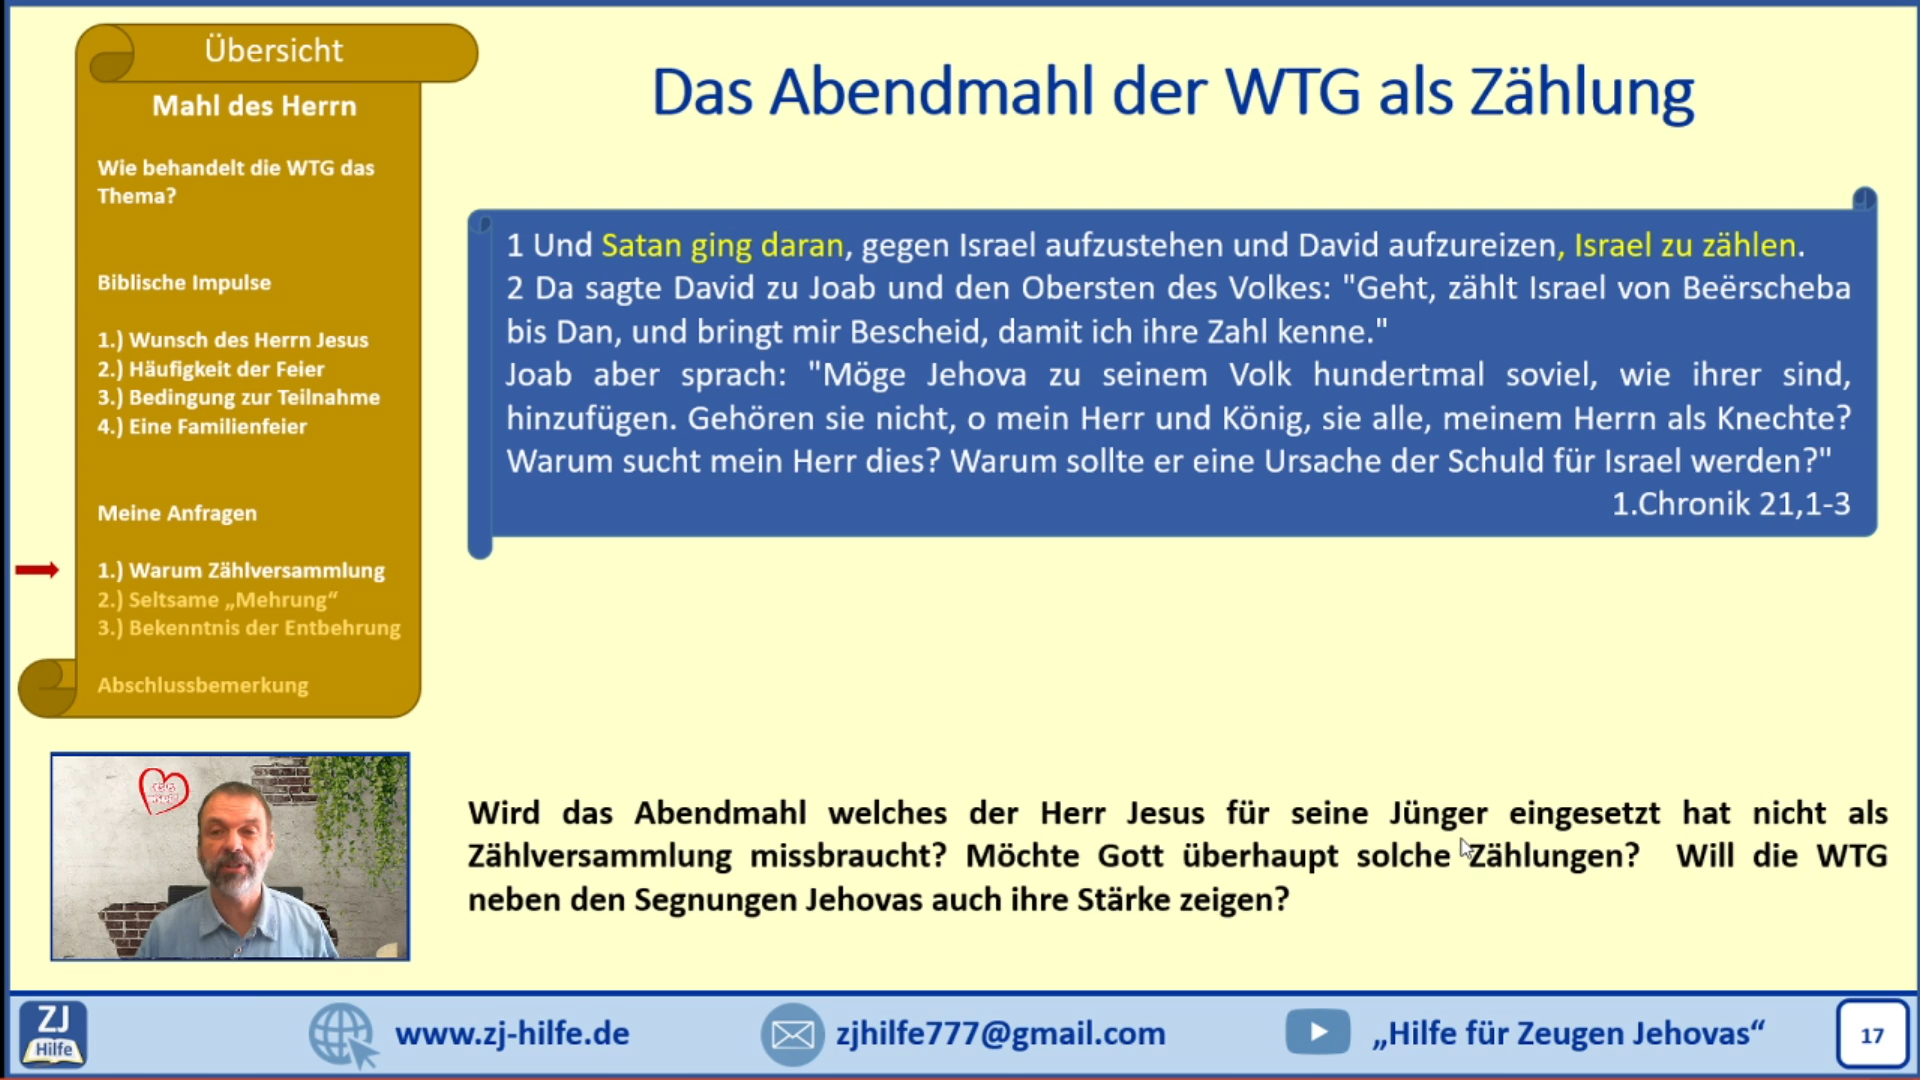 Übersicht
Mahl des Herrn
Wie behandelt die WTG das
Thema?
Biblische Impulse
1.) Wunsch des Herrn Jesus
2.) Häufigkeit der Feier
3.) Bedingung zur Teilnahme
4.) Eine Familienfeier
Meine Anfragen
1.) Warum Zählversammlung
2.) Seltsame „Mehrung“
3.) Bekenntnis der Entbehrung
Abschlussbemerkung
Das Abendmahl der WTG als Zählung
1 Und Satan ging daran, gegen Israel aufzustehen und David aufzureizen, Israel zu zählen.
2 Da sagte David zu Joab und den Obersten des Volkes: "Geht, zählt Israel von Beërscheba
bis Dan, und bringt mir Bescheid, damit ich ihre Zahl kenne."
Joab aber sprach: "Möge Jehova zu seinem Volk hundertmal soviel, wie ihrer sind,
hinzufügen. Gehören sie nicht, o mein Herr und König, sie alle, meinem Herrn als Knechte?
Warum sucht mein Herr dies? Warum sollte er eine Ursache der Schuld für Israel werden?"
1.Chronik 21,1-3
Wird das Abendmahl welches der Herr Jesus für seine Jünger eingesetzt hat nicht als
Zählversammlung missbraucht? Möchte Gott überhaupt solche Zählungen? Will die WTG
neben den Segnungen Jehovas auch ihre Stärke zeigen?
ZJ
Hilfe
www.zj-hilfe.de
zjhilfe777@gmail.com
„Hilfe für Zeugen Jehovas“
17